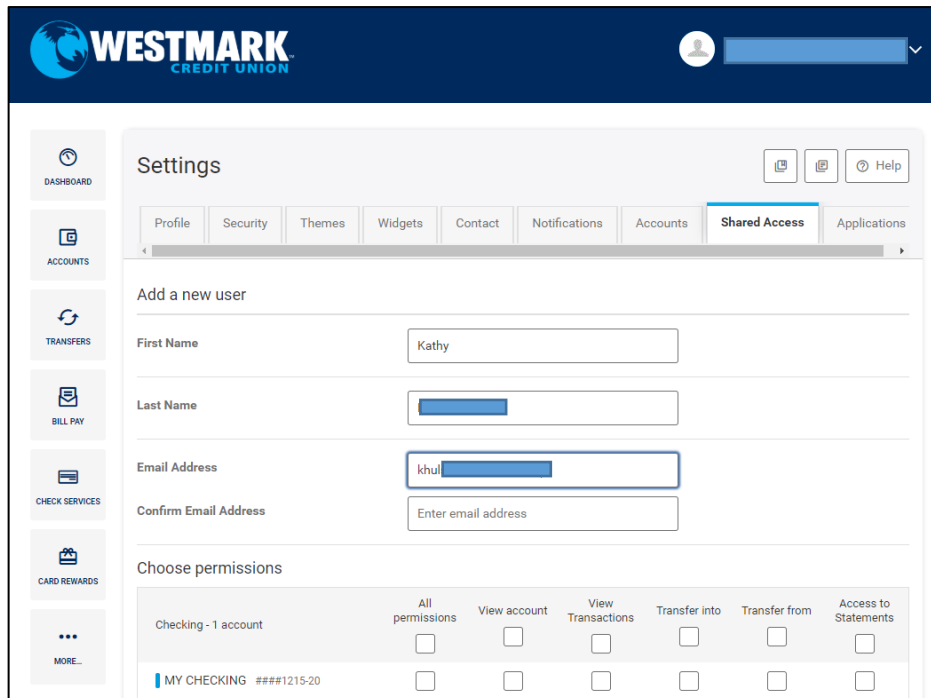 WESTMARK
CREDIT UNION
DASHBOARD
ACCOUNTS
TRANSFERS
BILL PAY
CHECK SERVICES
CARD REWARDS
MORE...
Settings
Help
Profile Security Themes Widgets Contact Notifications Accounts Shared Access Applications
Add a new user
First Name Kathy
Last Name
Email Address khul
Confirm Email Address Enter email address
Choose permissions
Checking - 1 account All permissions View account View Transactions Transfer into Transfer from Access to Statements
MY CHECKING ####1215-20